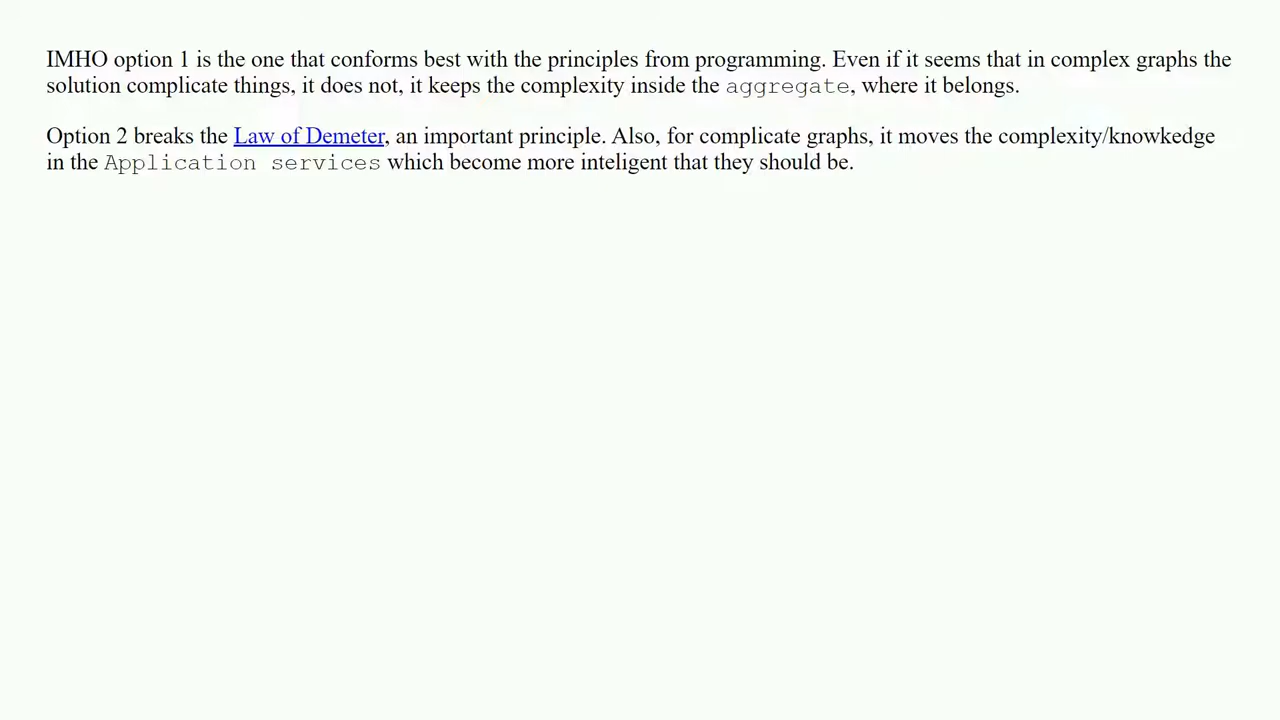 IMHO option 1 is the one that conforms best with the principles from programming. Even if it seems that in complex graphs the
solution complicate things, it does not, it keeps the complexity inside the aggregate, where it belongs.
Option 2 breaks the Law of Demeter, an important principle. Also, for complicate graphs, it moves the complexity/knowkedge
in the Application services which become more inteligent that they should be.